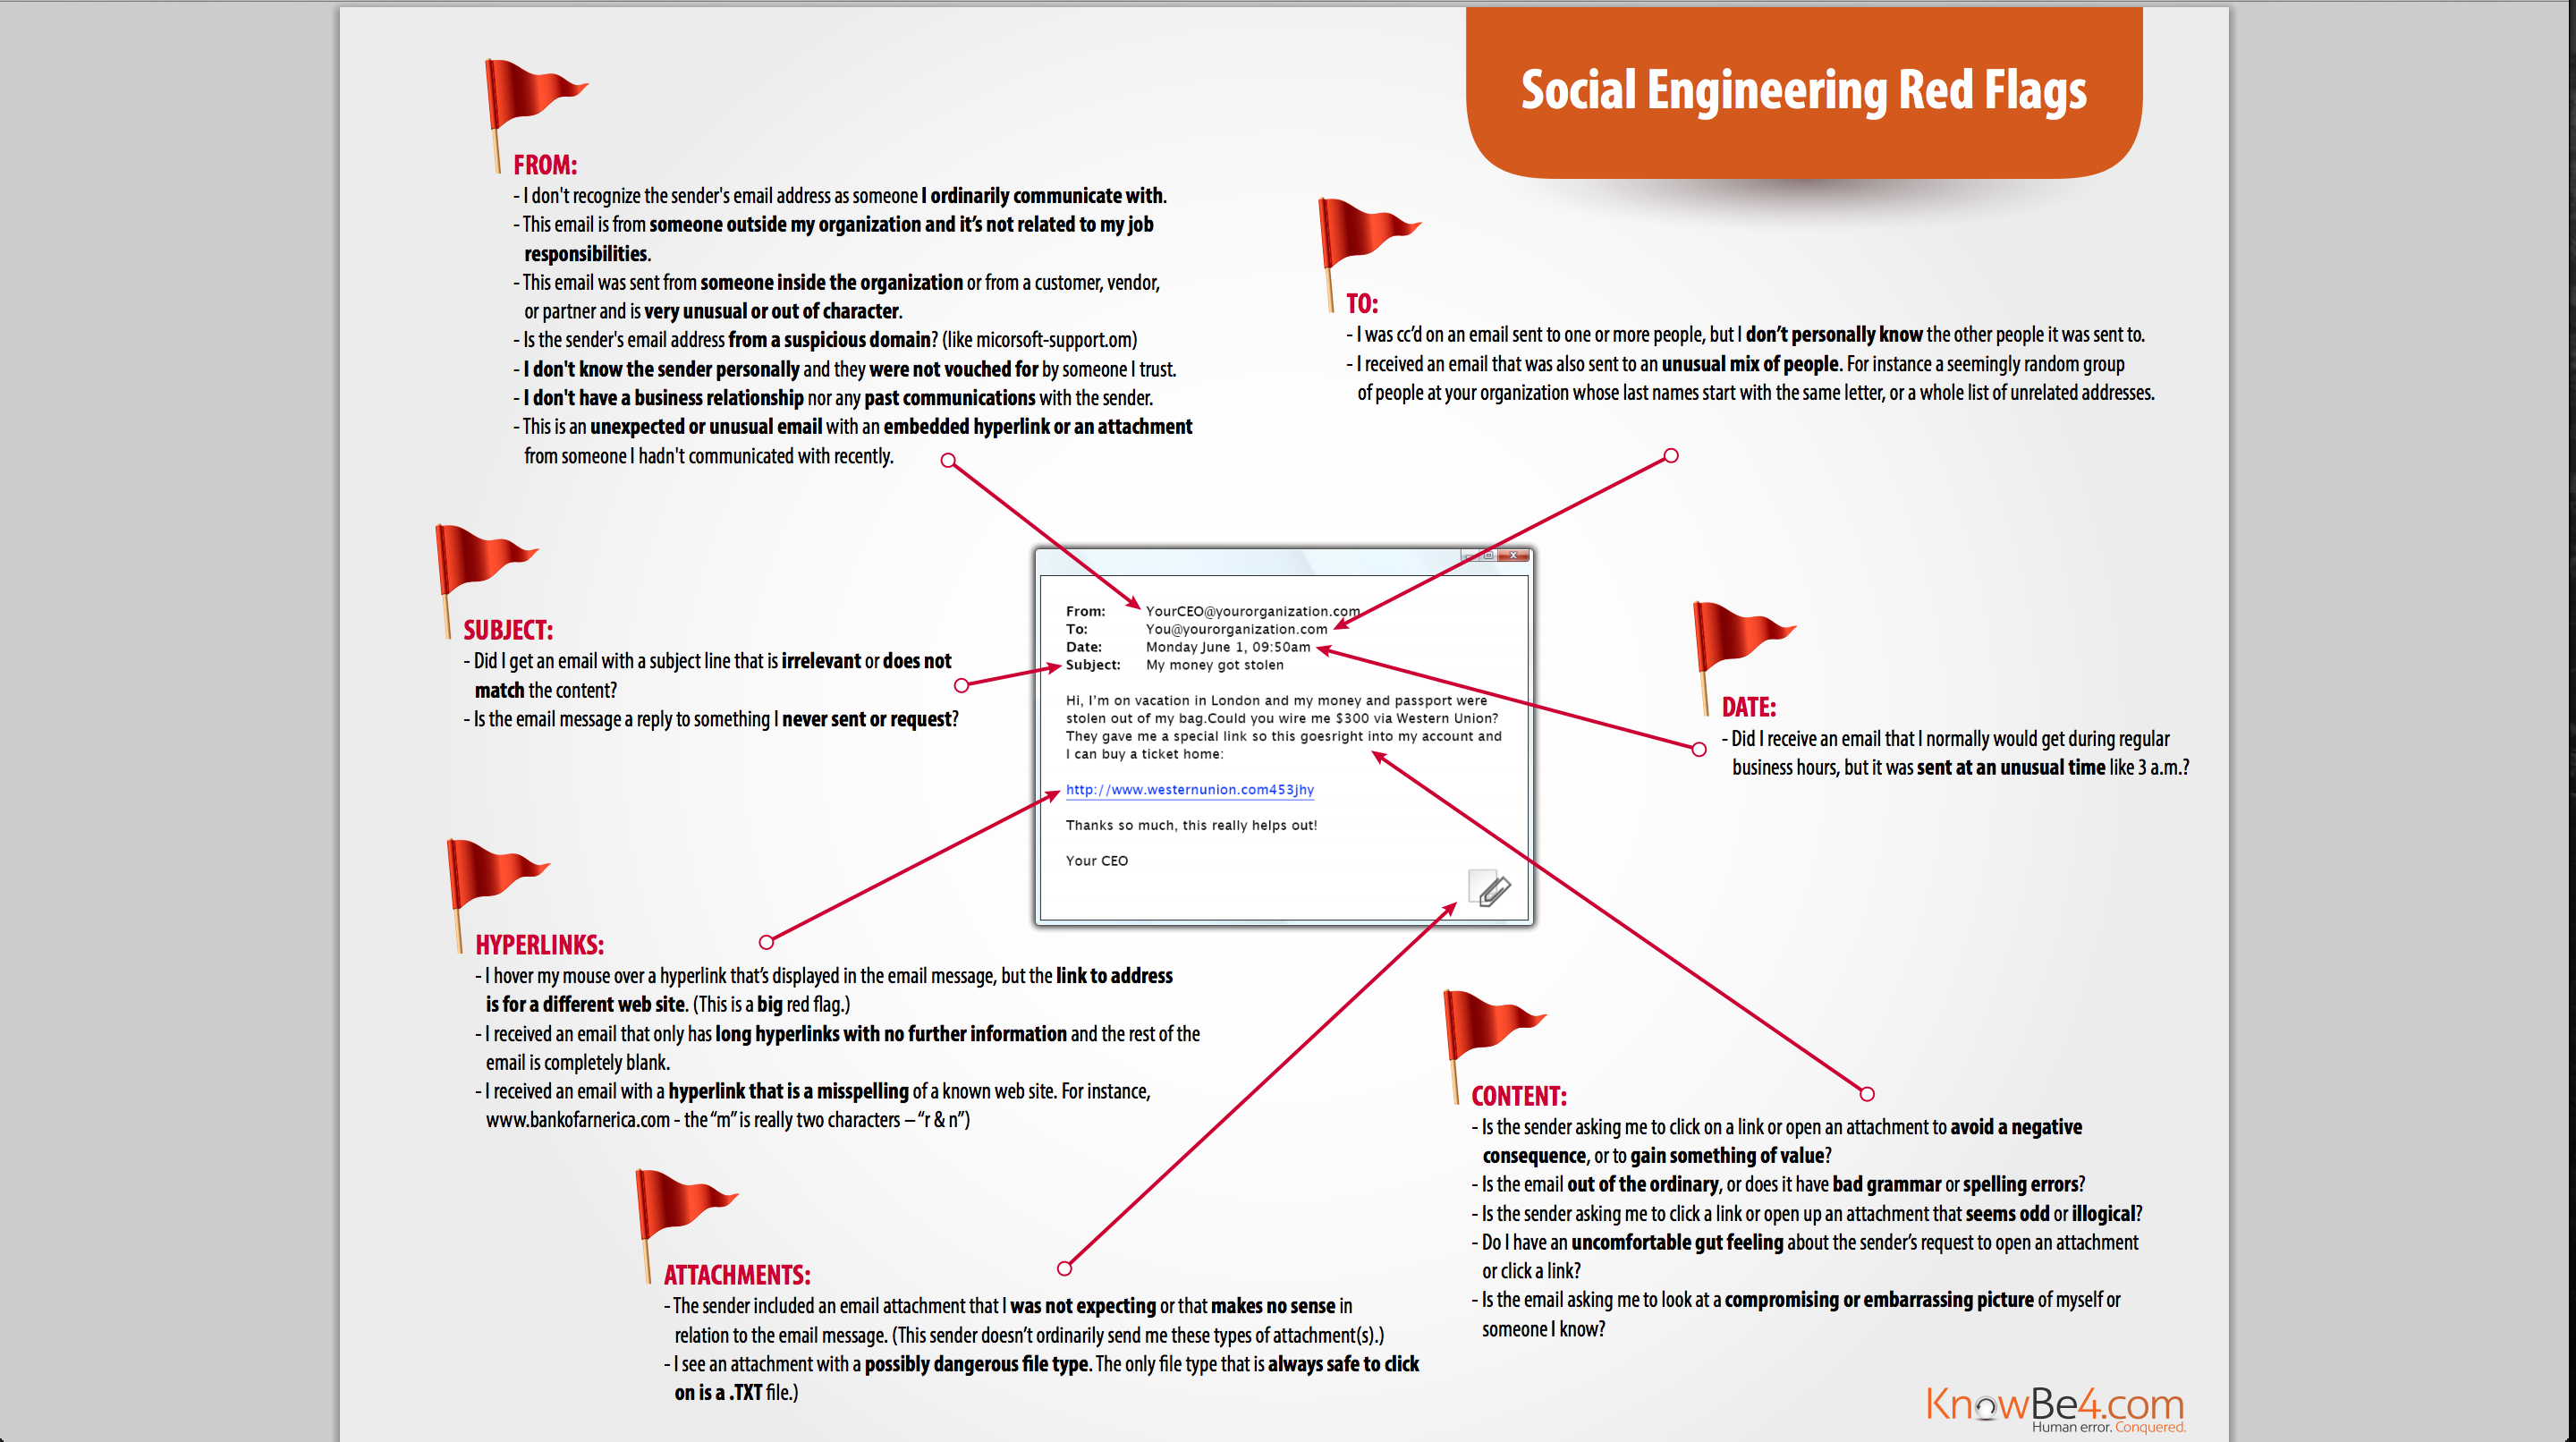 Social Engineering Red Flags
FROM:
- I don't recognize the sender's email address as someone I ordinarily communicate with.
- This email is from someone outside my organization and it’s not related to my job
responsibilities.
- This email was sent from someone inside the organization or from a customer, vendor,
or partner and is very unusual or out of character.
- Is the sender's email address from a suspicious domain? (like micorsoft-support.om)
- I don't know the sender personally and they were not vouched for by someone I trust.
- I don't have a business relationship nor any past communications with the sender.
- This is an unexpected or unusual email with an embedded hyperlink or an attachment
from someone I hadn't communicated with recently.
TO:
- I was cc’d on an email sent to one or more people, but I don’t personally know the other people it was sent to.
- I received an email that was also sent to an unusual mix of people. For instance a seemingly random group
of people at your organization whose last names start with the same letter, or a whole list of unrelated addresses.
SUBJECT:
- Did I get an email with a subject line that is irrelevant or does not
match the content?
- Is the email message a reply to something I never sent or request?
From: YourCEO@yourorganization.com
To: You@yourorganization.com
Date: Monday June 1, 09:50am
Subject: My money got stolen
Hi, I’m on vacation in London and my money and passport were
stolen out of my bag.Could you wire me $300 via Western Union?
They gave me a special link so this goesright into my account and
I can buy a ticket home:
http://www.westernunion.com453jhy
Thanks so much, this really helps out!
Your CEO
DATE:
- Did I receive an email that I normally would get during regular
business hours, but it was sent at an unusual time like 3 a.m.?
HYPERLINKS:
- I hover my mouse over a hyperlink that’s displayed in the email message, but the link to address
is for a different web site. (This is a big red flag.)
- I received an email that only has long hyperlinks with no further information and the rest of the
email is completely blank.
- I received an email with a hyperlink that is a misspelling of a known web site. For instance,
www.bankofarnerica.com - the “m” is really two characters – “r & n”)
CONTENT:
- Is the sender asking me to click on a link or open an attachment to avoid a negative
consequence, or to gain something of value?
- Is the email out of the ordinary, or does it have bad grammar or spelling errors?
- Is the sender asking me to click a link or open up an attachment that seems odd or illogical?
- Do I have an uncomfortable gut feeling about the sender’s request to open an attachment
or click a link?
- Is the email asking me to look at a compromising or embarrassing picture of myself or
someone I know?
ATTACHMENTS:
- The sender included an email attachment that I was not expecting or that makes no sense in
relation to the email message. (This sender doesn’t ordinarily send me these types of attachment(s).)
- I see an attachment with a possibly dangerous file type. The only file type that is always safe to click
on is a .TXT file.)
KnowBe4.com
Human error. Conquered.